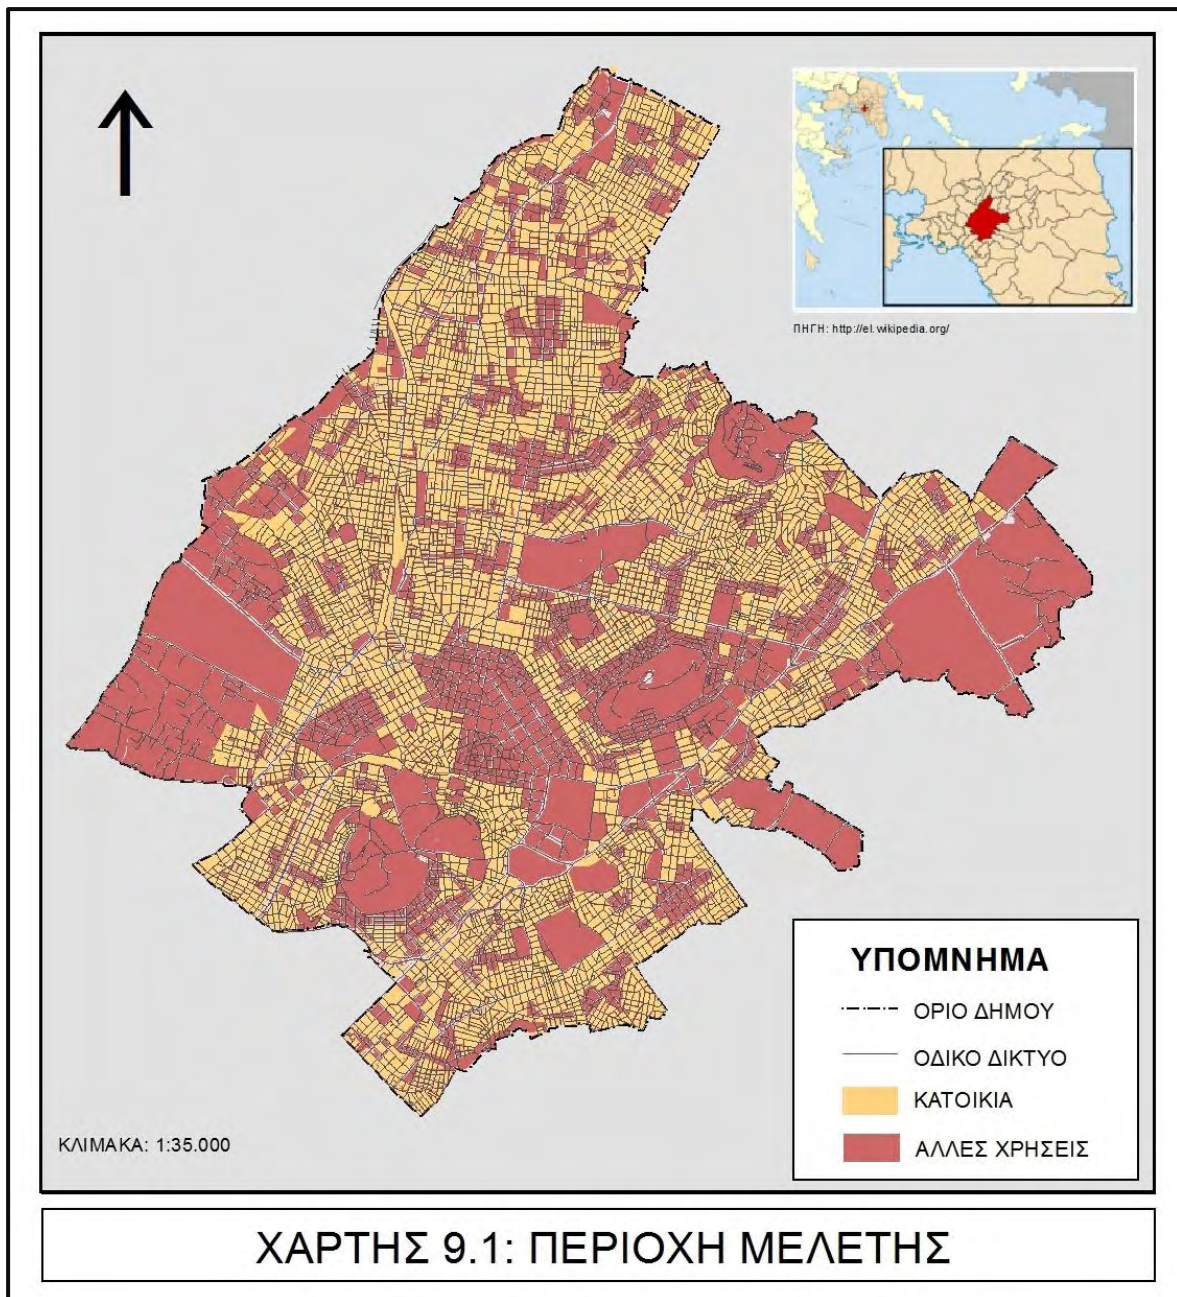 ΠΗΓΗ: http://el.wikipedia.org/
ΥΠΟΜΝΗΜΑ
ΟΡΙΟ ΔΗΜΟΥ
ΟΔΙΚΟ ΔΙΚΤΥΟ
ΚΑΤΟΙΚΙΑ
ΑΛΛΕΣ ΧΡΗΣΕΙΣ
ΚΛΙΜΑΚΑ: 1:35.000
ΧΑΡΤΗΣ 9.1: ΠΕΡΙΟΧΗ ΜΕΛΕΤΗΣ